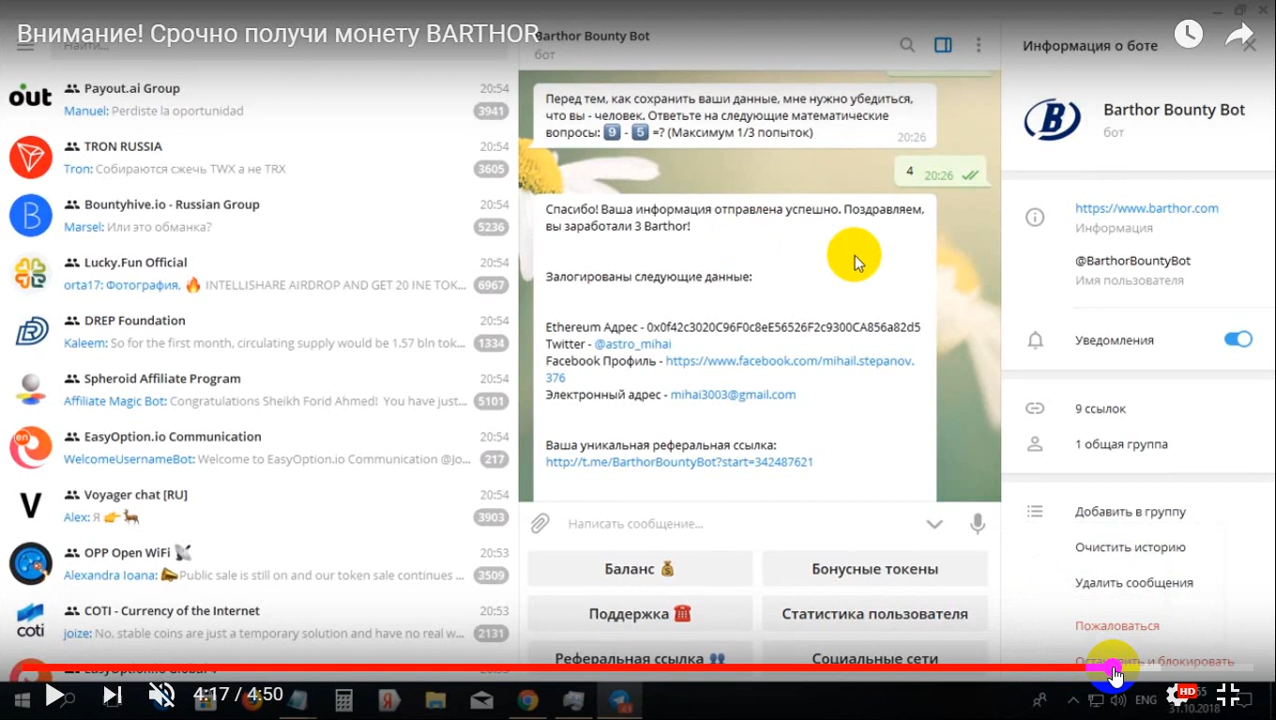 Внимание! Срочно получи монету BARTHOR
Barthor Bounty Bot
бот
Информация о боте
out
Payout.ai Group
20:54
Manuel: Perdiste la oportunidad
3941
TRON RUSSIA
20:54
Tron: Собираются сжечь TWX а не TRX
3605
B
Bountyhive.io - Russian Group
20:54
Marsel: Или это обманка?
5236
Lucky.Fun Official
20:54
orta17: Фотография, 🔥 INTELLISHARE AIRDROP AND GET 20 INE TOK...
6967
DREP Foundation
20:54
Kaleem: So for the first month, circulating supply would be 1.57 bln tok...
1334
Spheroid Affiliate Program
20:54
Affiliate Magic Bot: Congratulations Sheikh Forid Ahmed! You have just...
5101
en
EasyOption.io Communication
20:54
WelcomeUsernameBot: Welcome to EasyOption.io Communication @Jo...
217
V
Voyager chat [RU]
20:54
Alex: Я 👉🦌
3903
OPP Open WiFi
20:53
Alexandra Ioana: 📣Public sale is still on and our token sale continues ...
3509
coti
COTI - Currency of the Internet
20:53
joize: No, stable coins are just a temporary solution and have no real w...
2131
Перед тем, как сохранить ваши данные, мне нужно убедиться,
что вы - человек. Ответьте на следующие математические
вопросы: 9 - 5 =? (Максимум 1/3 попыток)
20:26
4 20:26
Спасибо! Ваша информация отправлена успешно. Поздравляем,
вы заработали 3 Barthor!
Залогированы следующие данные:
Ethereum Адрес - 0x0f42c3020C96F0c8eE56526F2c9300CA856a82d5
Twitter - @astro_mihai
Facebook Профиль - https://www.facebook.com/mihail.stepanov.
376
Электронный адрес - mihai3003@gmail.com
Ваша уникальная реферальная ссылка:
http://t.me/BarthorBountyBot?start=342487621
Написать сообщение...
Баланс 💰
Бонусные токены
Поддержка ☎
Статистика пользователя
Реферальная ссылка 👥
Социальные сети
B
Barthor Bounty Bot
бот
https://www.barthor.com
Информация
@BarthorBountyBot
Имя пользователя
Уведомления
9 ссылок
1 общая группа
Добавить в группу
Очистить историю
Удалить сообщения
Пожаловаться
4:17 / 4:50
ENG
HD
31.10.2018